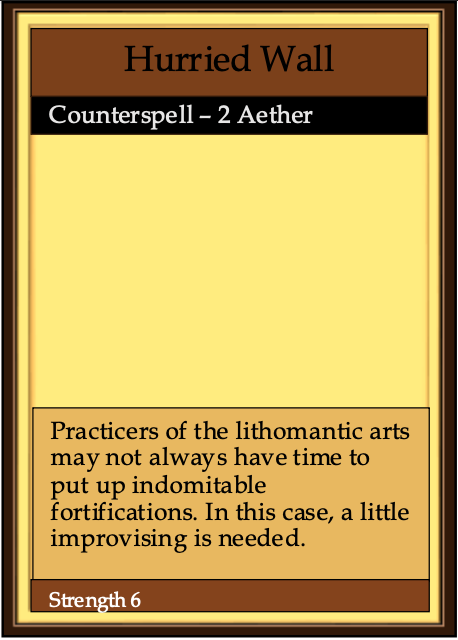 Hurried Wall
Counterspell – 2 Aether
Practicers of the lithomantic arts
may not always have time to
put up indomitable
fortifications. In this case, a little
improvising is needed.
Strength 6